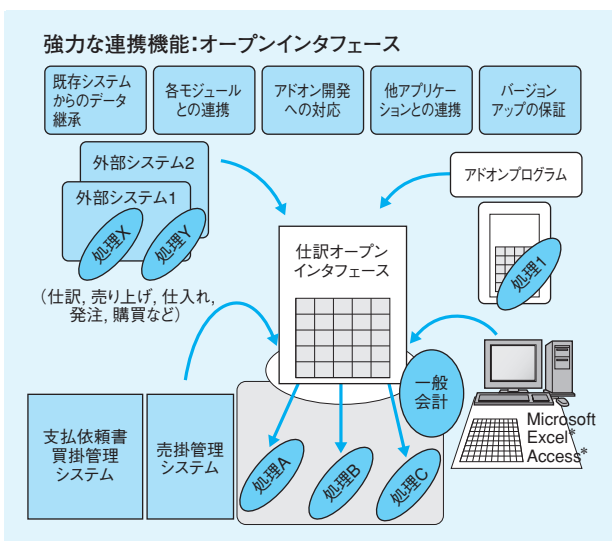 強力な連携機能：オープンインタフェース
既存システム
からのデータ
継承
各モジュール
との連携
アドオン開発
への対応
他アプリケー
ションとの連携
バージョン
アップの保証
外部システム2
外部システム1
処理X
処理Y
（仕訳，売り上げ，仕入れ，
発注，購買など）
アドオンプログラム
処理1
仕訳オープン
インタフェース
一般
会計
Microsoft
Excel*
Access*
支払依頼書
買掛管理
システム
売掛管理
システム
処理A
処理B
処理C